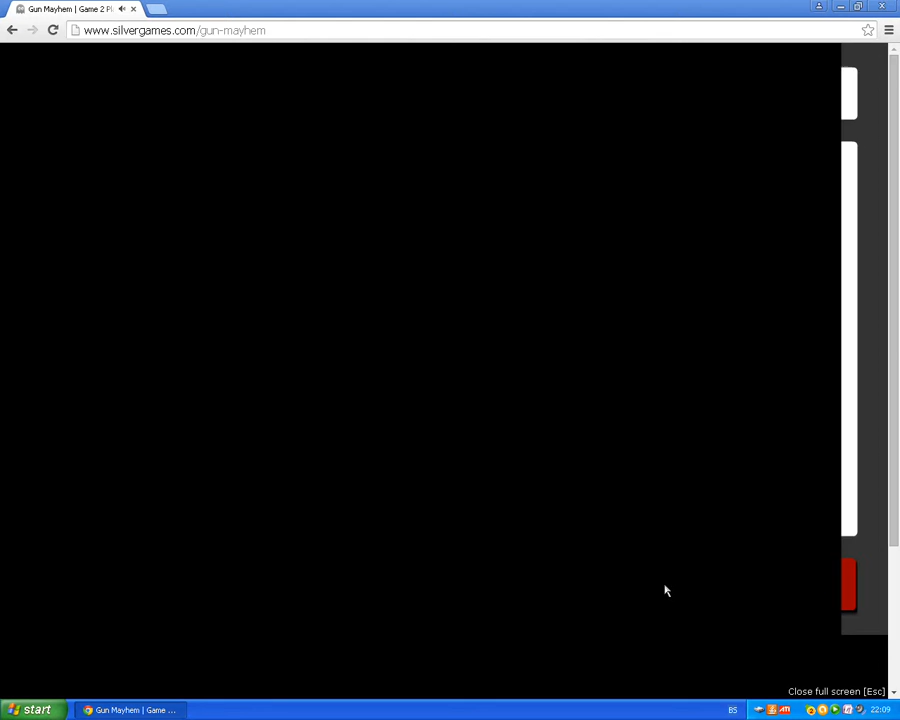 Gun Mayhem | Game 2 Pl
www.silvergames.com/gun-mayhem
Close full screen [Esc]
start
Gun Mayhem | Game ...
BS
22:09